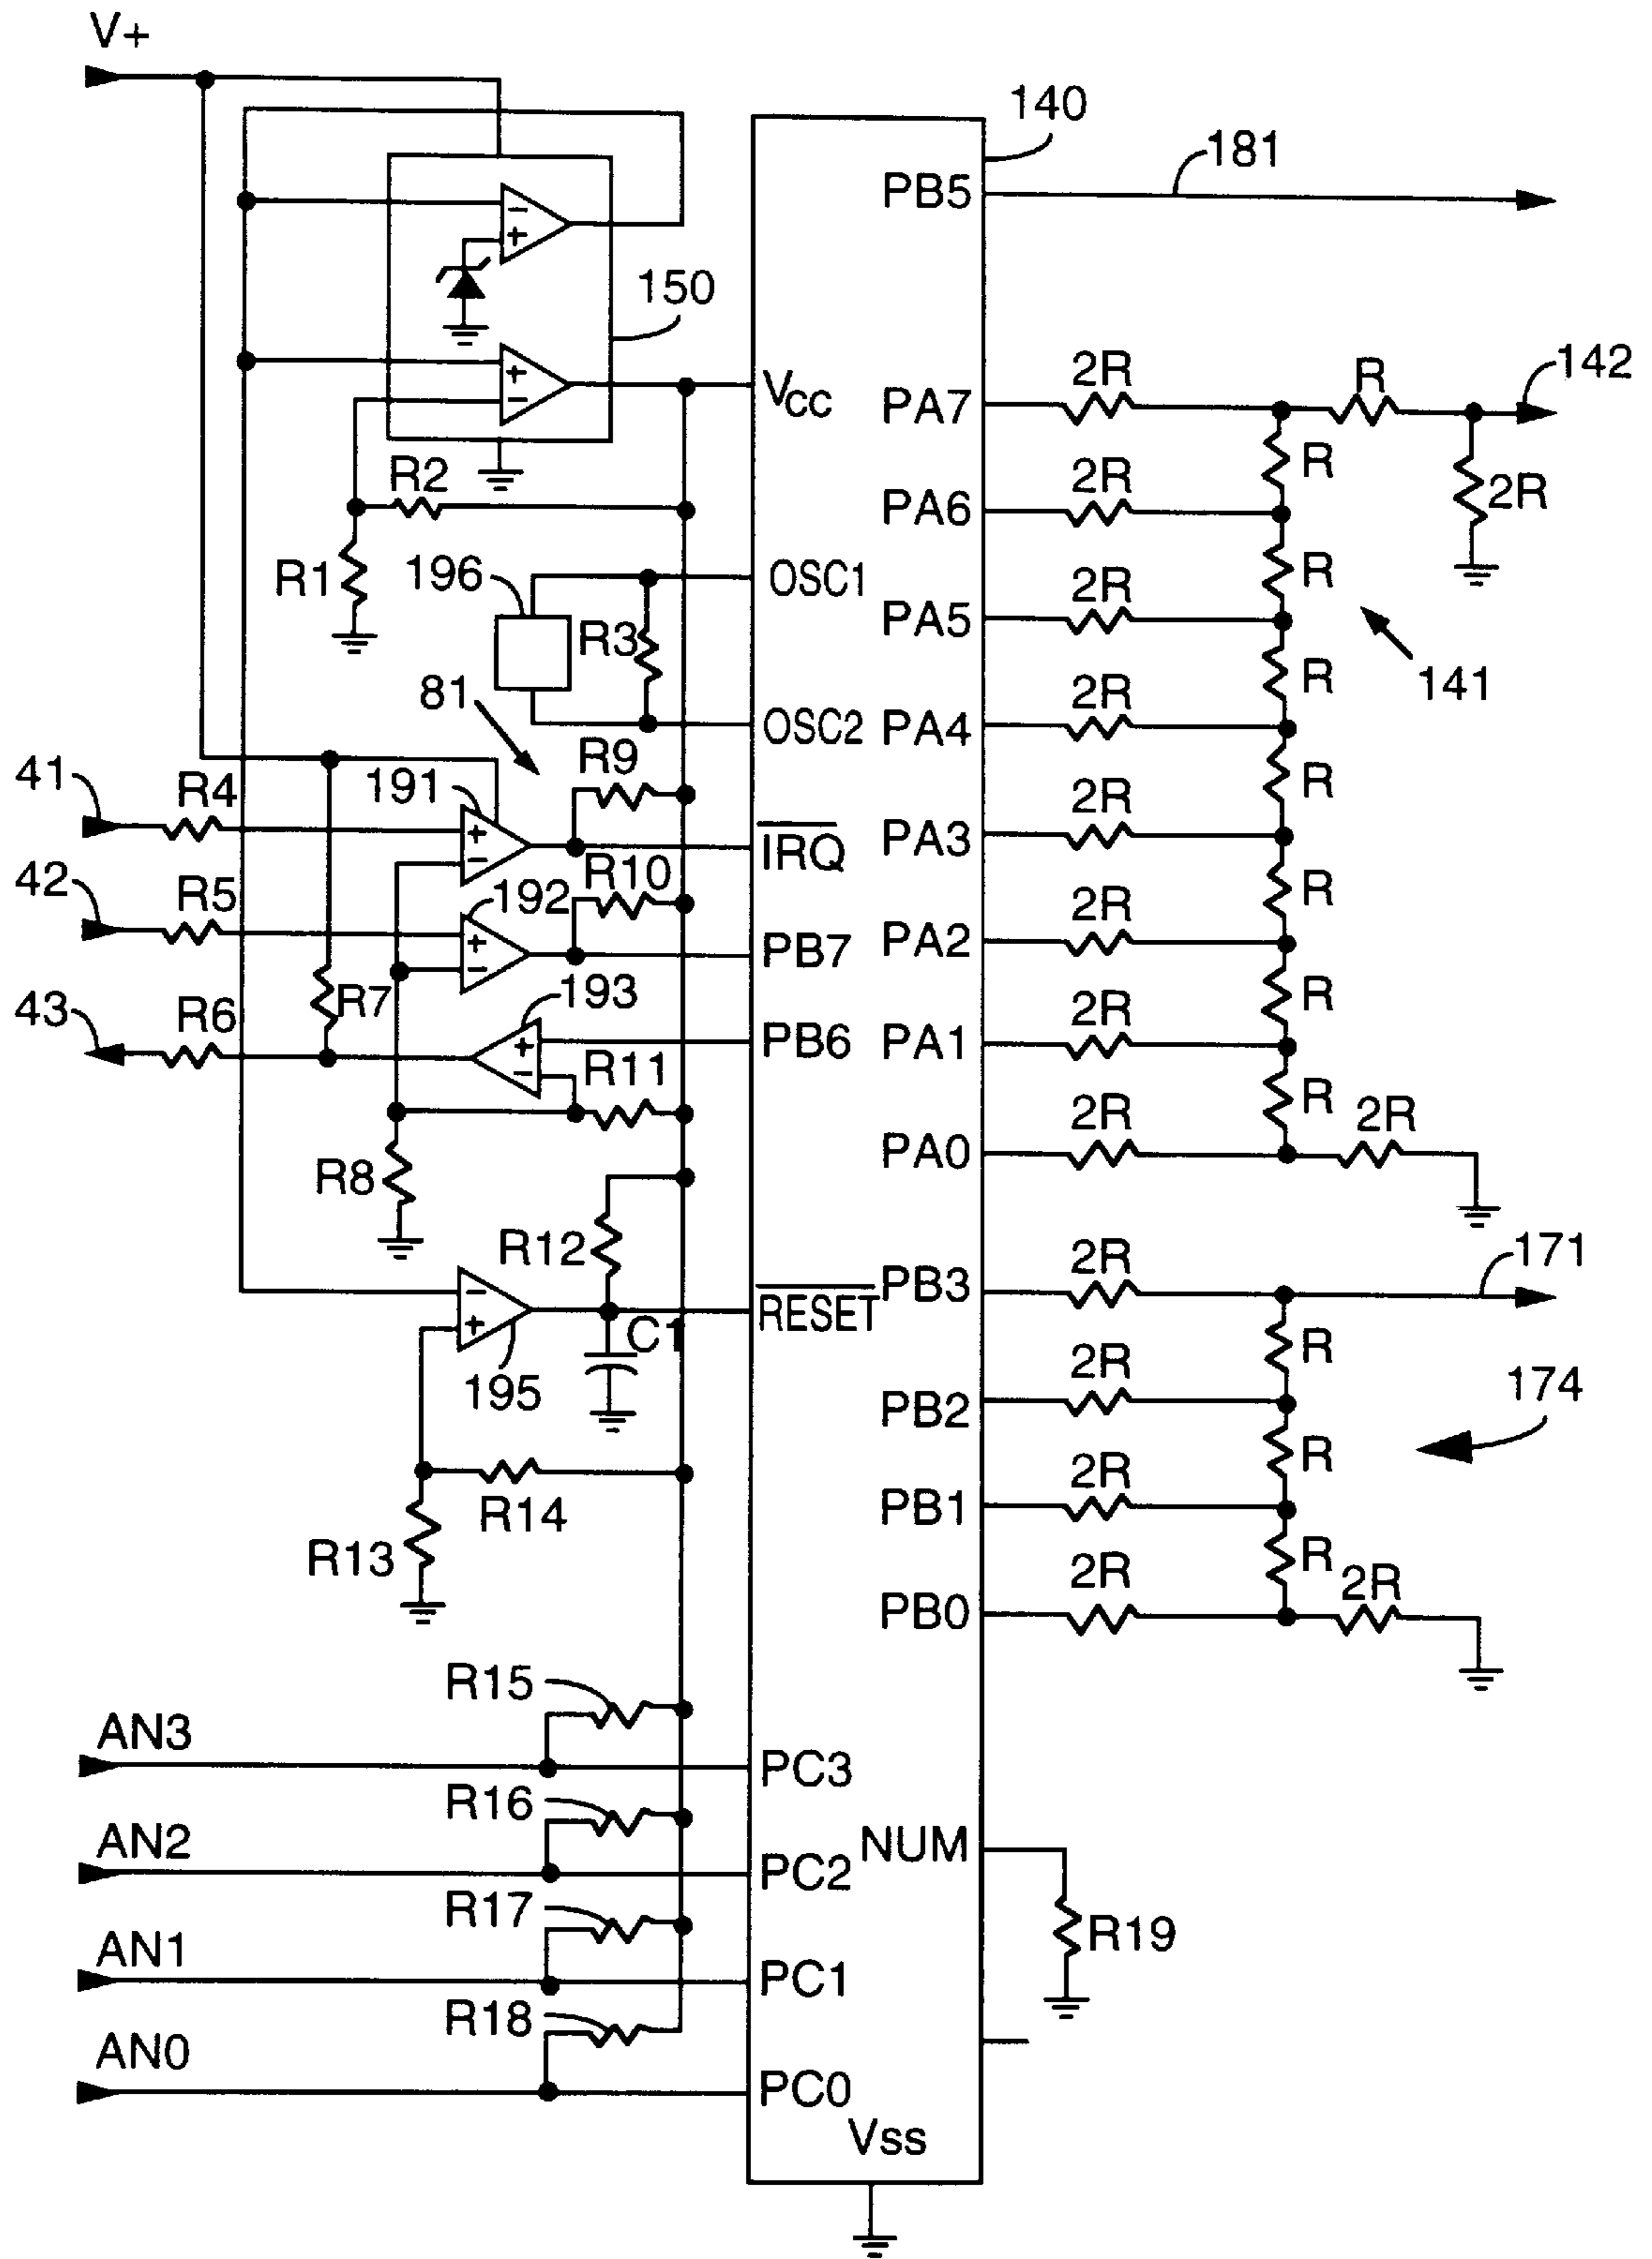 V+
140
PB5
181
150
VCC
PA7
2R
R
142
R
2R
R2
PA6
2R
R1
196
OSC1
R
R3
PA5
2R
141
81
R
OSC2
PA4
2R
R9
41
R4
191
R
IRQ
PA3
2R
R10
42
R5
192
R
PB7
PA2
2R
193
43
R6
R7
R
PB6
PA1
2R
R11
R
R8
PA0
2R
2R
R12
PB3
2R
171
RESET
C1
R
195
PB2
2R
174
R14
R
R13
PB1
2R
R
PB0
2R
2R
R15
AN3
PC3
R16
AN2
NUM
PC2
R17
R19
AN1
PC1
R18
AN0
PC0
Vss
- + + -
+ -
+ -
+ -
- +